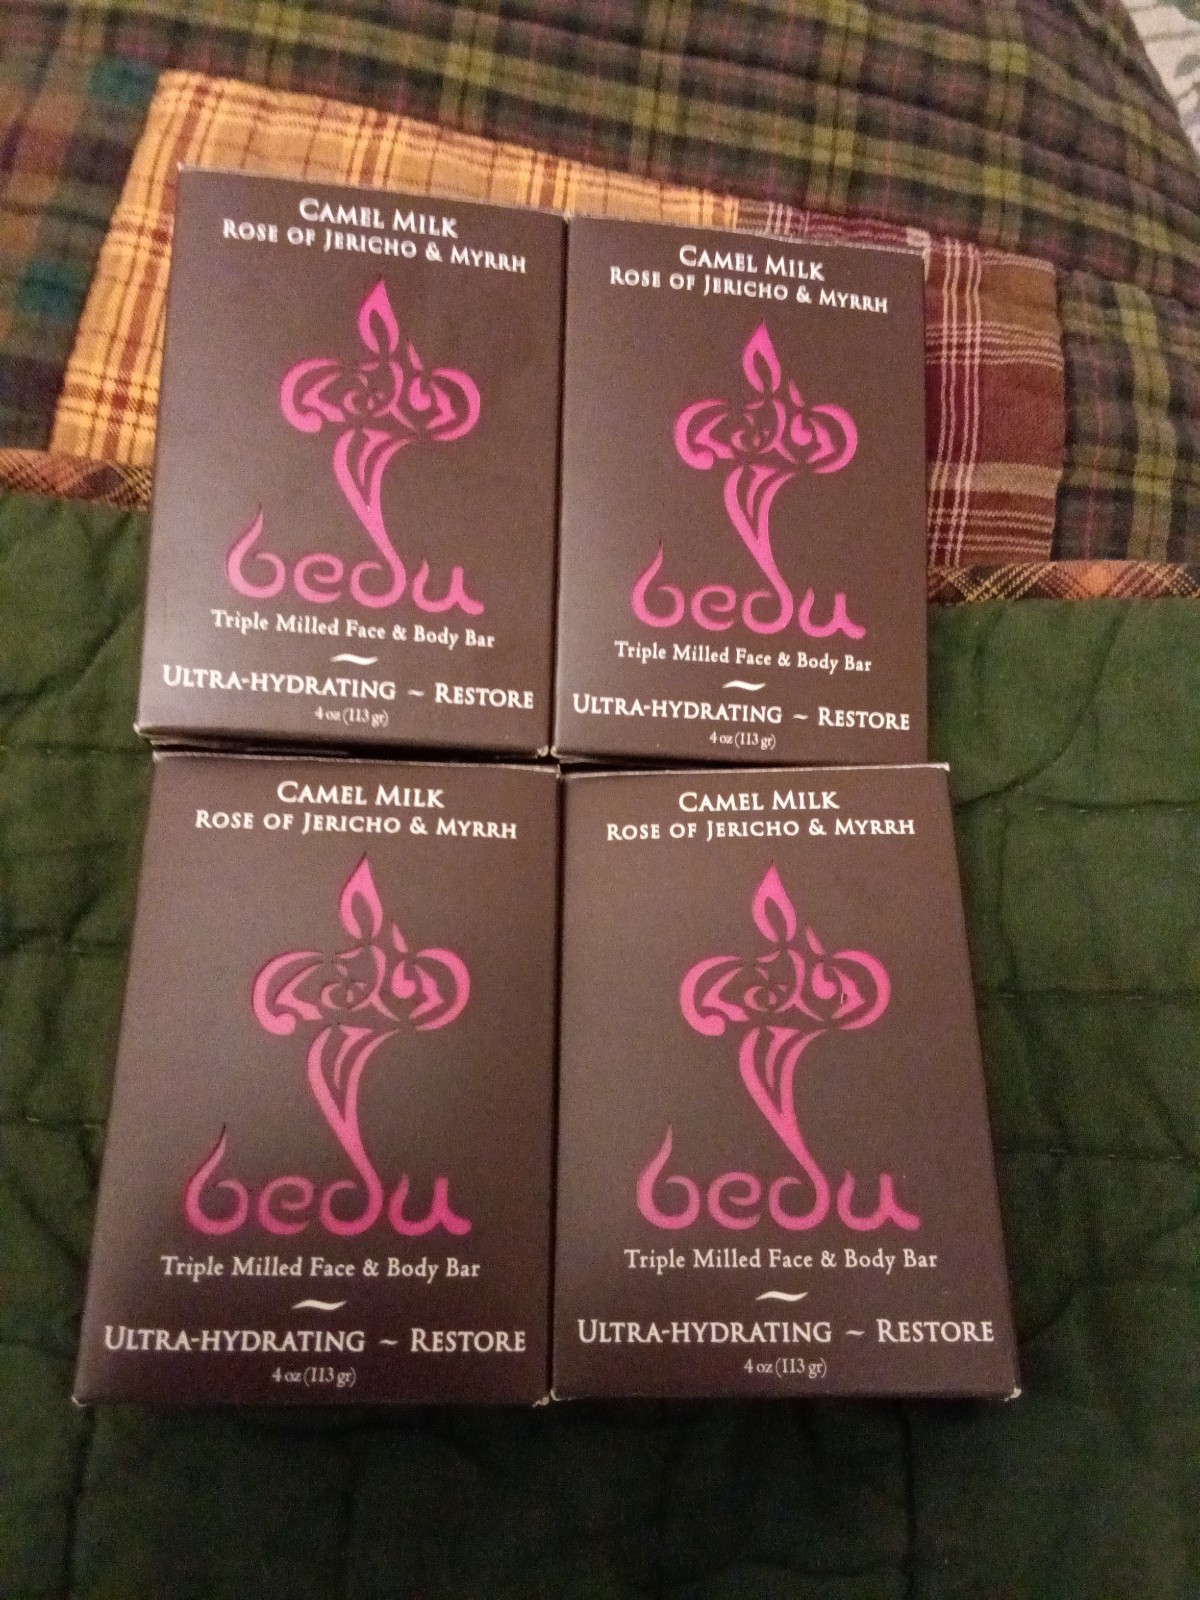 CAMEL MILK
ROSE OF JERICHO & MYRRH
bedu
Triple Milled Face & Body Bar
ULTRA-HYDRATING ~ RESTORE
4 oz (113 gr)
CAMEL MILK
ROSE OF JERICHO & MYRRH
bedu
Triple Milled Face & Body Bar
ULTRA-HYDRATING ~ RESTORE
4 oz (113 gr)
CAMEL MILK
ROSE OF JERICHO & MYRRH
bedu
Triple Milled Face & Body Bar
ULTRA-HYDRATING ~ RESTORE
4 oz (113 gr)
CAMEL MILK
ROSE OF JERICHO & MYRRH
bedu
Triple Milled Face & Body Bar
ULTRA-HYDRATING ~ RESTORE
4 oz (113 gr)